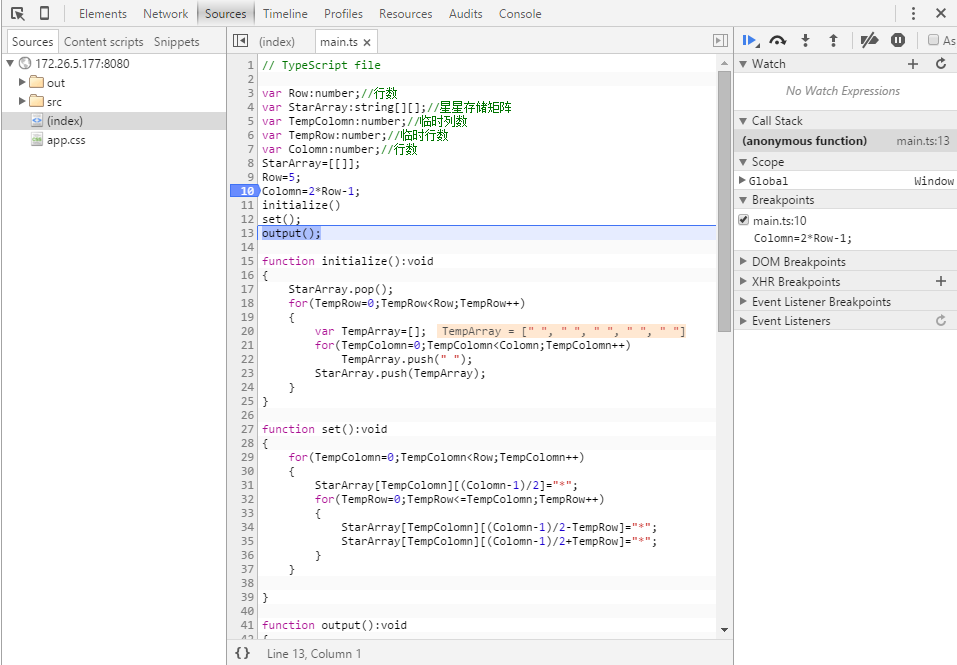 Elements Network Sources Timeline Profiles Resources Audits Console
Sources Content scripts Snippets
(index) main.ts
As
172.26.5.177:8080
out
src
(index)
app.css
1 // TypeScript file
2
3 var Row:number;//行数
4 var StarArray:string[][];//星星存储矩阵
5 var TempColomn:number;//临时列数
6 var TempRow:number;//临时行数
7 var Colomn:number;//行数
8 StarArray=[[]];
9 Row=5;
10 Colomn=2*Row-1;
11 initialize()
12 set();
13 output();
14
15 function initialize():void
16 {
17 StarArray.pop();
18 for(TempRow=0;TempRow<Row;TempRow++)
19 {
20 var TempArray=[]; TempArray = [" ", " ", " ", " ", " "]
21 for(TempColomn=0;TempColomn<Colomn;TempColomn++)
22 TempArray.push(" ");
23 StarArray.push(TempArray);
24 }
25 }
26
27 function set():void
28 {
29 for(TempColomn=0;TempColomn<Row;TempColomn++)
30 {
31 StarArray[TempColomn][(Colomn-1)/2]="*";
32 for(TempRow=0;TempRow<=TempColomn;TempRow++)
33 {
34 StarArray[TempColomn][(Colomn-1)/2-TempRow]="*";
35 StarArray[TempColomn][(Colomn-1)/2+TempRow]="*";
36 }
37 }
38
39 }
40
41 function output():void
42 {
{} Line 13, Column 1
Watch
No Watch Expressions
Call Stack
(anonymous function) main.ts:13
Scope
Global Window
Breakpoints
main.ts:10
Colomn=2*Row-1;
DOM Breakpoints
XHR Breakpoints
Event Listener Breakpoints
Event Listeners